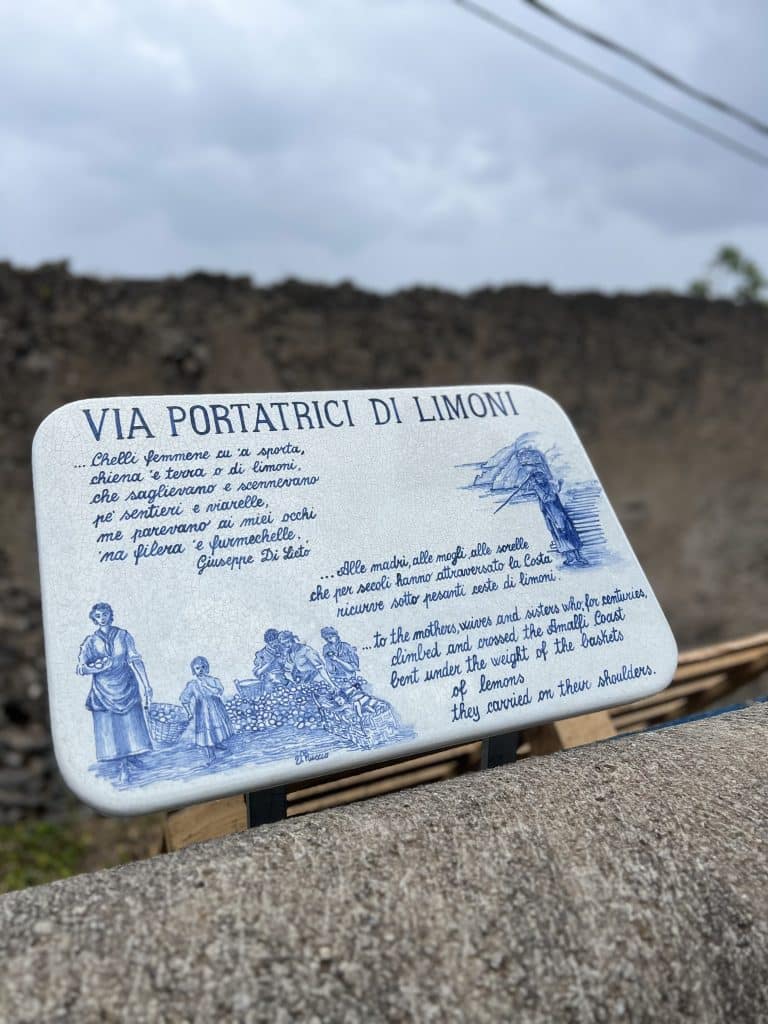 VIA PORTATRICI DI LIMONI
...Chelli femmene cu 'a sporta,
chiena 'e terra o di limoni,
che saglievano e scennevano
pe' sentieri e viarelle,
me parevano ai miei occhi
'na filera 'e furmechelle.
Giuseppe Di Lieto
...Alle madri, alle mogli, alle sorelle
che per secoli hanno attraversato la Costa
ricurve sotto pesanti ceste di limoni.
...to the mothers, wives and sisters who, for centuries,
climbed and crossed the Amalfi Coast
bent under the weight of the baskets
of lemons
they carried on their shoulders.